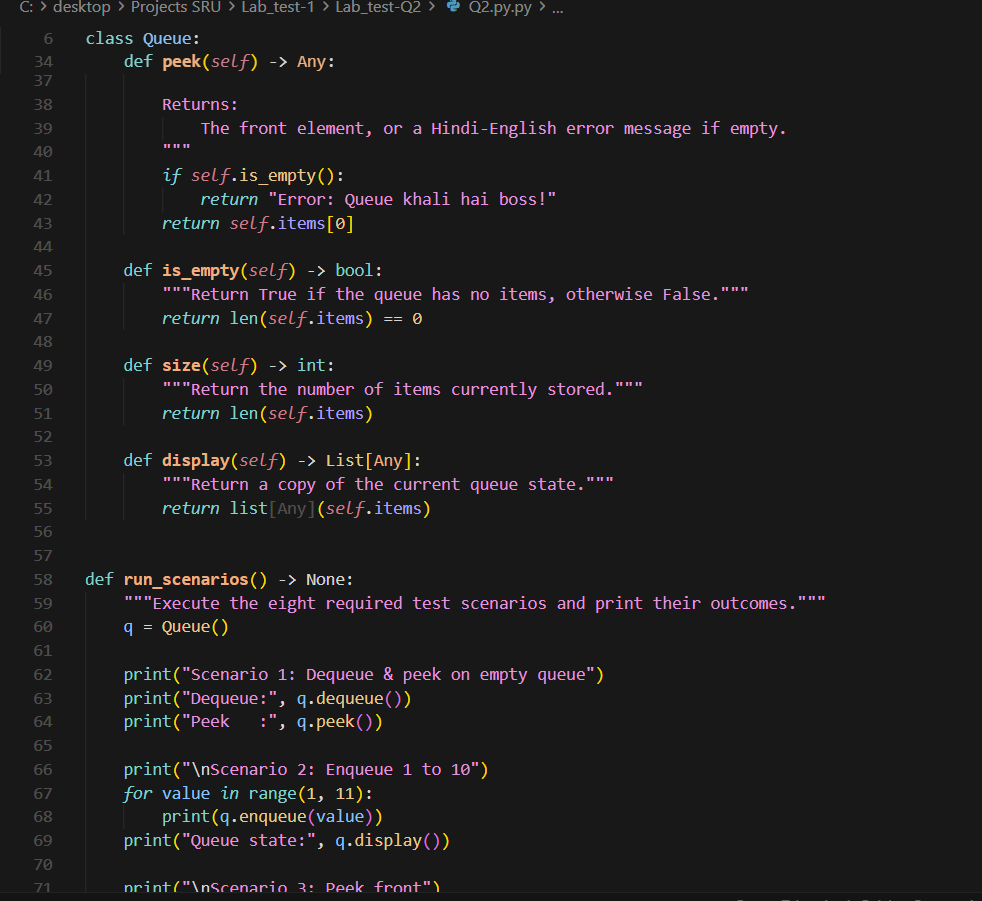 C: > desktop > Projects SRU > Lab_test-1 > Lab_test-Q2 > Q2.py.py > ...
6 class Queue:
34     def peek(self) -> Any:
37
38         Returns:
39             The front element, or a Hindi-English error message if empty.
40         """
41         if self.is_empty():
42             return "Error: Queue khali hai boss!"
43         return self.items[0]
44
45     def is_empty(self) -> bool:
46         """Return True if the queue has no items, otherwise False."""
47         return len(self.items) == 0
48
49     def size(self) -> int:
50         """Return the number of items currently stored."""
51         return len(self.items)
52
53     def display(self) -> List[Any]:
54         """Return a copy of the current queue state."""
55         return list[Any](self.items)
56
57
58 def run_scenarios() -> None:
59     """Execute the eight required test scenarios and print their outcomes."""
60     q = Queue()
61
62     print("Scenario 1: Dequeue & peek on empty queue")
63     print("Dequeue:", q.dequeue())
64     print("Peek   :", q.peek())
65
66     print("\nScenario 2: Enqueue 1 to 10")
67     for value in range(1, 11):
68         print(q.enqueue(value))
69     print("Queue state:", q.display())
70
71     print("\nScenario 3: Peek front")